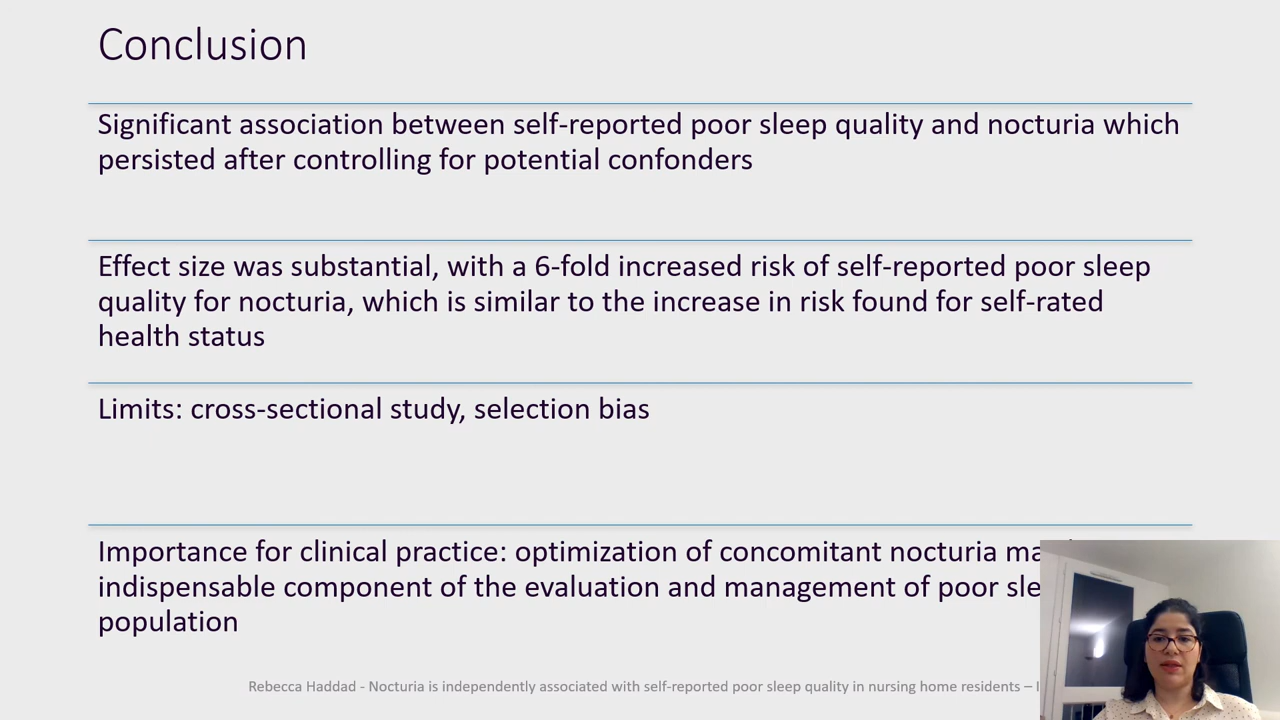 Conclusion
Significant association between self-reported poor sleep quality and nocturia which
persisted after controlling for potential confonders
Effect size was substantial, with a 6-fold increased risk of self-reported poor sleep
quality for nocturia, which is similar to the increase in risk found for self-rated
health status
Limits: cross-sectional study, selection bias
Importance for clinical practice: optimization of concomitant nocturia
indispensable component of the evaluation and management of poor
population
Rebecca Haddad - Nocturia is independently associated with self-reported poor sleep quality in nursing home residents –